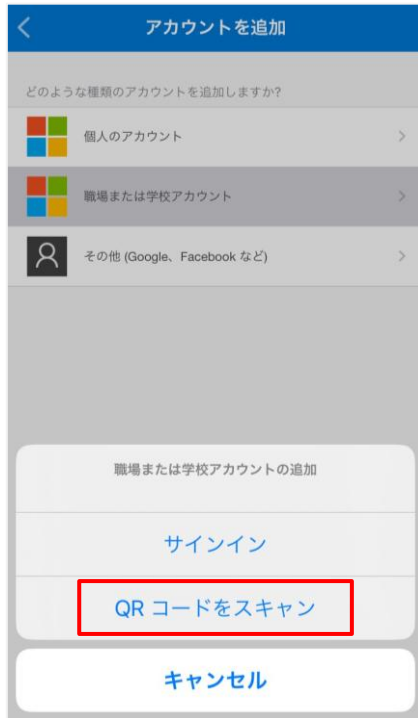 アカウントを追加
どのような種類のアカウントを追加しますか?
個人のアカウント
職場または学校アカウント
その他 (Google、Facebook など)
職場または学校アカウントの追加
サインイン
QR コードをスキャン
キャンセル